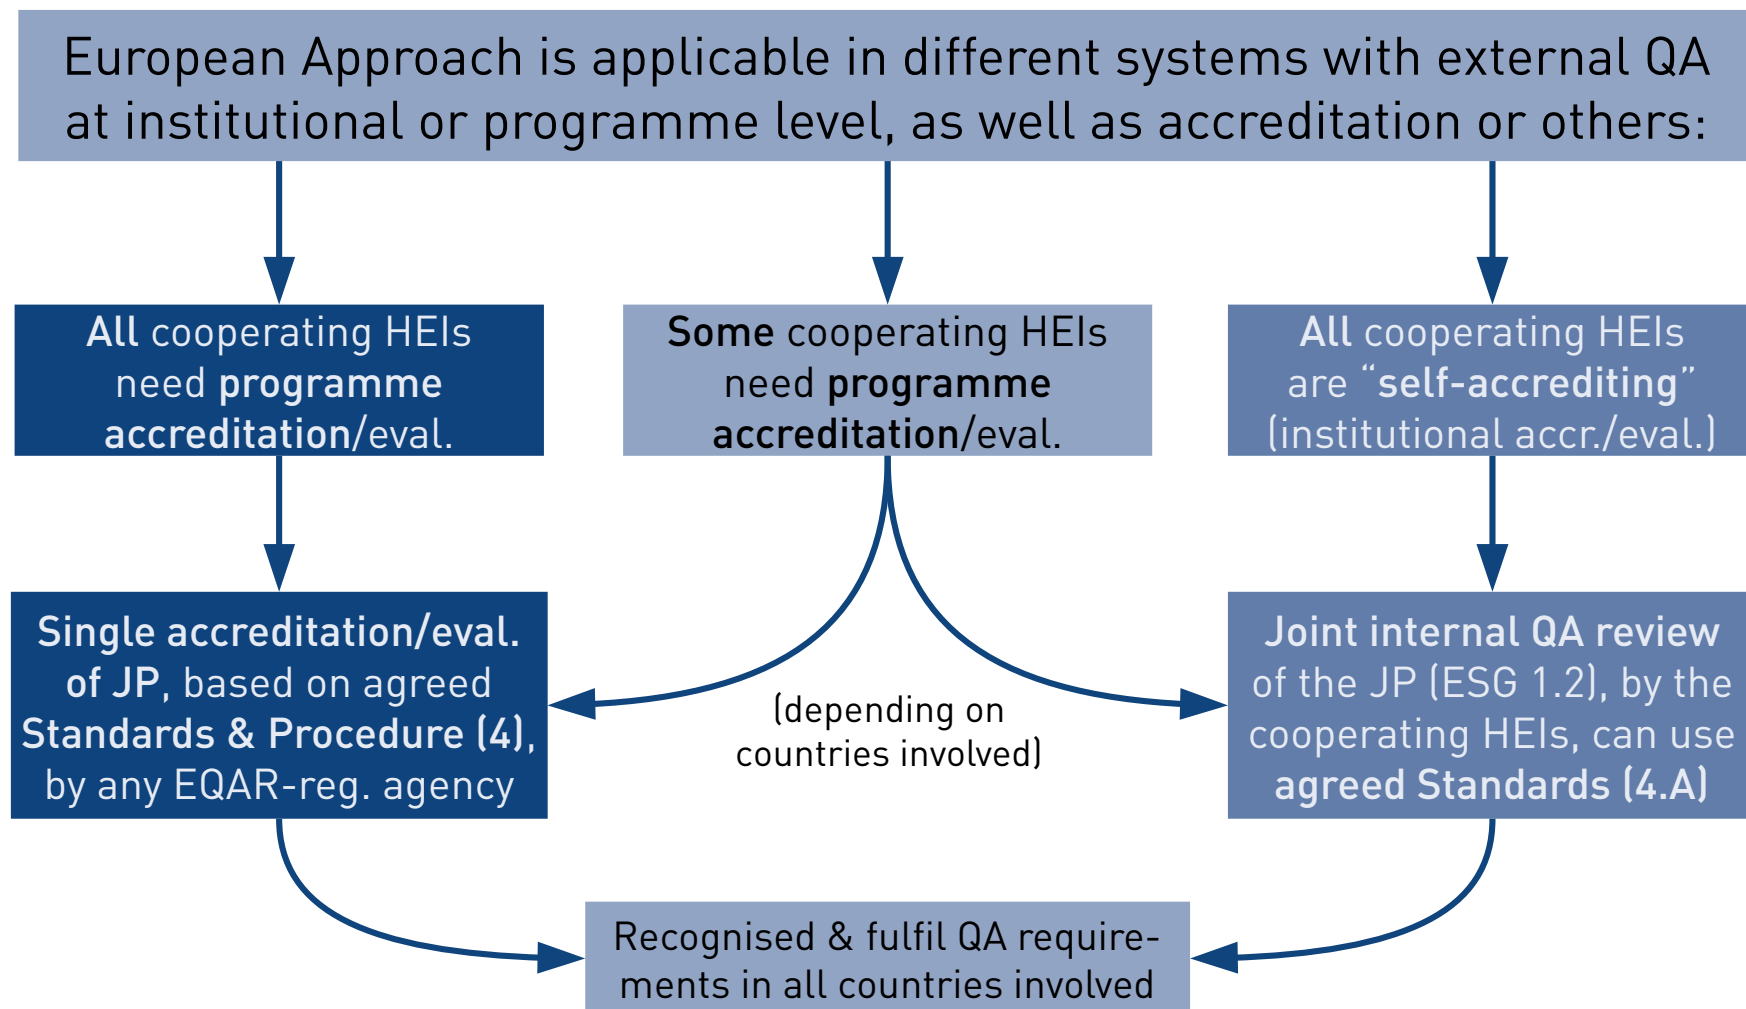 European Approach is applicable in different systems with external QA
at institutional or programme level, as well as accreditation or others:
All cooperating HEIs
need programme
accreditation/eval.
Some cooperating HEIs
need programme
accreditation/eval.
All cooperating HEIs
are “self-accrediting”
(institutional accr./eval.)
Single accreditation/eval.
of JP, based on agreed
Standards & Procedure (4),
by any EQAR-reg. agency
(depending on
countries involved)
Joint internal QA review
of the JP (ESG 1.2), by the
cooperating HEIs, can use
agreed Standards (4.A)
Recognised & fulfil QA require-
ments in all countries involved